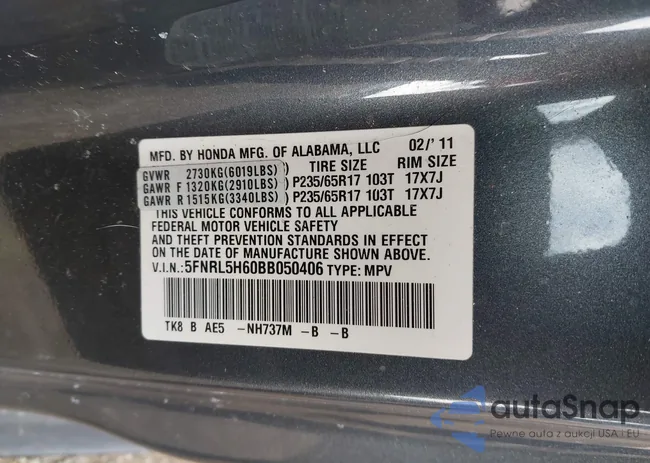 MFD. BY HONDA MFG. OF ALABAMA, LLC 02/'11
GVWR 2730KG(6019LBS) TIRE SIZE RIM SIZE
GAWR F 1320KG(2910LBS) P235/65R17 103T 17X7J
GAWR R 1515KG(3340LBS) P235/65R17 103T 17X7J
THIS VEHICLE CONFORMS TO ALL APPLICABLE
FEDERAL MOTOR VEHICLE SAFETY
AND THEFT PREVENTION STANDARDS IN EFFECT
ON THE DATE OF MANUFACTURE SHOWN ABOVE.
V.I.N.:5FNRL5H60BB050406 TYPE: MPV
TK8 B AE5 -NH737M -B -B
autaSnap
Pewne auta z aukcji USA i EU